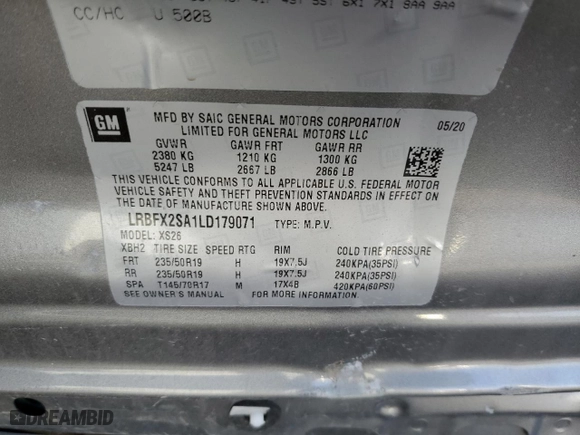 CC/HC U 500B
6X1 7X1 8AA 9AA
GM
MFD BY SAIC GENERAL MOTORS CORPORATION
LIMITED FOR GENERAL MOTORS LLC
05/20
GVWR GAWR FRT GAWR RR
2380 KG 1210 KG 1300 KG
5247 LB 2667 LB 2866 LB
THIS VEHICLE CONFORMS TO ALL APPLICABLE U.S. FEDERAL MOTOR
VEHICLE SAFETY AND THEFT PREVENTION STANDARDS IN EFFECT
ON THE DATE OF MANUFACTURE SHOWN ABOVE.
LRBFX2SA1LD179071 TYPE: M.P.V.
MODEL: XS26
XBH2 TIRE SIZE SPEED RTG RIM COLD TIRE PRESSURE
FRT 235/50R19 H 19X7.5J 240KPA(35PSI)
RR 235/50R19 H 19X7.5J 240KPA(35PSI)
SPA T145/70R17 M 17X4B 420KPA(60PSI)
SEE OWNER'S MANUAL FOR MORE INFORMATION
DREAMBID